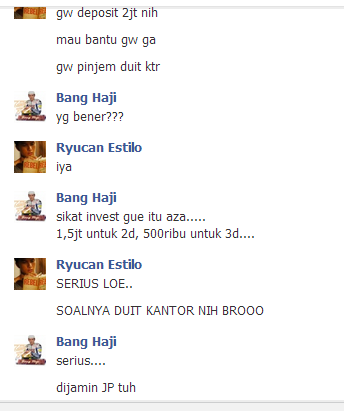 gw deposit 2jt nih
mau bantu gw ga
gw pinjem duit ktr
Bang Haji
yg bener???
Ryucan Estilo
iya
Bang Haji
sikat invest gue itu aza.....
1,5jt untuk 2d, 500ribu untuk 3d....
Ryucan Estilo
SERIUS LOE..
SOALNYA DUIT KANTOR NIH BROOO
Bang Haji
serius....
dijamin JP tuh